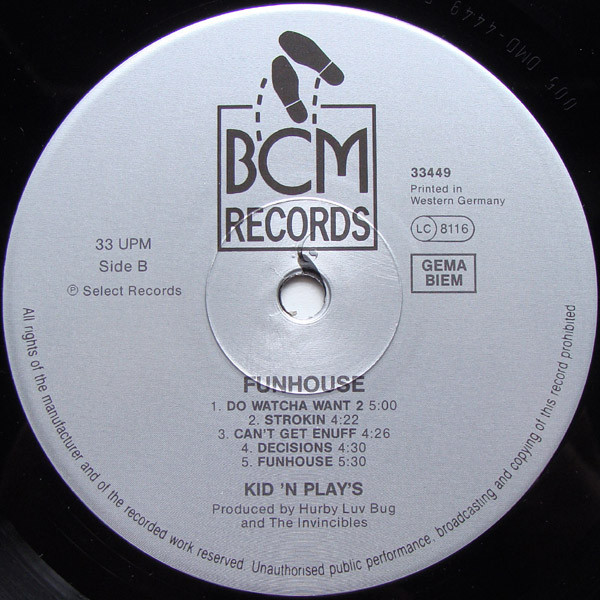 BCM
RECORDS
33449
Printed in
Western Germany
LC 8116
GEMA
BIEM
33 UPM
Side B
℗ Select Records
FUNHOUSE
1. DO WATCHA WANT 2 5:00
2. STROKIN 4:22
3. CAN'T GET ENUFF 4:26
4. DECISIONS 4:30
5. FUNHOUSE 5:30
KID 'N PLAY'S
Produced by Hurby Luv Bug
and The Invincibles
All rights of the manufacturer and of the recorded work reserved. Unauthorised public performance, broadcasting and copying of this record prohibited